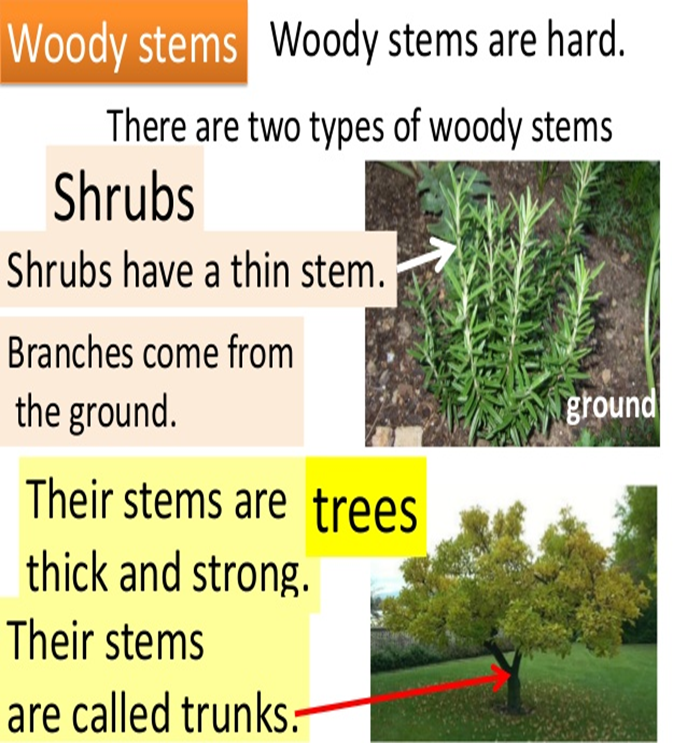 Woody stems Woody stems are hard.
There are two types of woody stems
Shrubs
Shrubs have a thin stem.
Branches come from
the ground.
ground
trees
Their stems are
thick and strong.
Their stems
are called trunks.